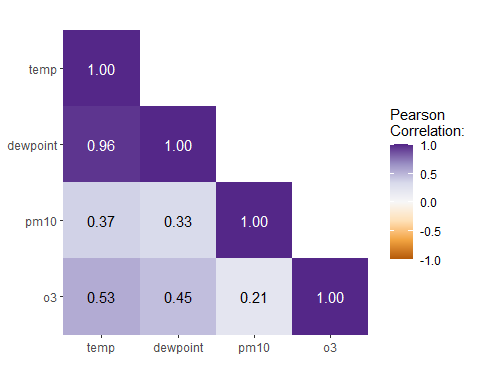 temp 1.00
dewpoint 0.96 1.00
pm10 0.37 0.33 1.00
o3 0.53 0.45 0.21 1.00
temp dewpoint pm10 o3
Pearson
Correlation:
1.0
0.5
0.0
-0.5
-1.0